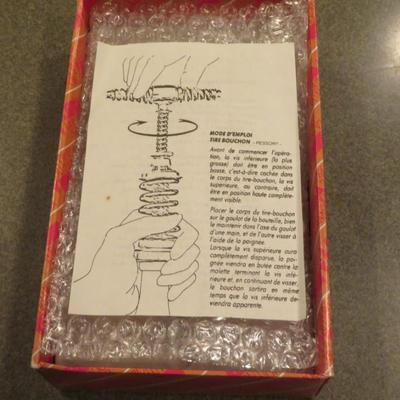 MODE D'EMPLOI
TIRE BOUCHON - PESSONY -
Avant de commencer l'opéra-
tion, la vis inférieure (la plus
grosse) doit être en position
basse, c'est-à-dire cachée dans
le corps du tire-bouchon, la vis
supérieure, au contraire, doit
être en position haute complète-
ment visible.
Placer le corps du tire-bouchon
sur le goulot de la bouteille, bien
le maintenir dans l'axe du goulot
d'une main, et de l'autre visser à
l'aide de la poignée.
Lorsque la vis supérieure aura
complètement disparue, la poi-
gnée viendra en butée contre la
molette terminant la vis infé-
rieure et, en continuant de visser,
le bouchon sortira en même
temps que la vis inférieure de-
viendra apparente.